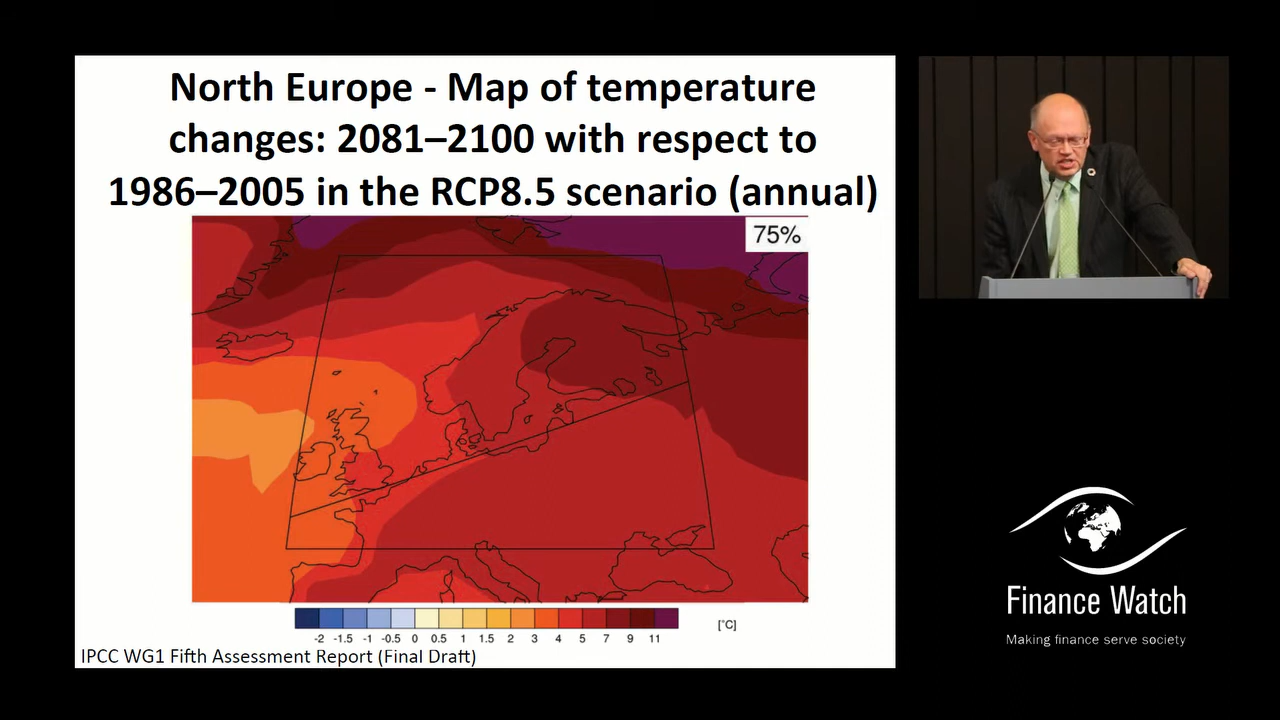 North Europe - Map of temperature
changes: 2081–2100 with respect to
1986–2005 in the RCP8.5 scenario (annual)
75%
-2 -1.5 -1 -0.5 0 0.5 1 1.5 2 3 4 5 7 9 11
[°C]
IPCC WG1 Fifth Assessment Report (Final Draft)
Finance Watch
Making finance serve society